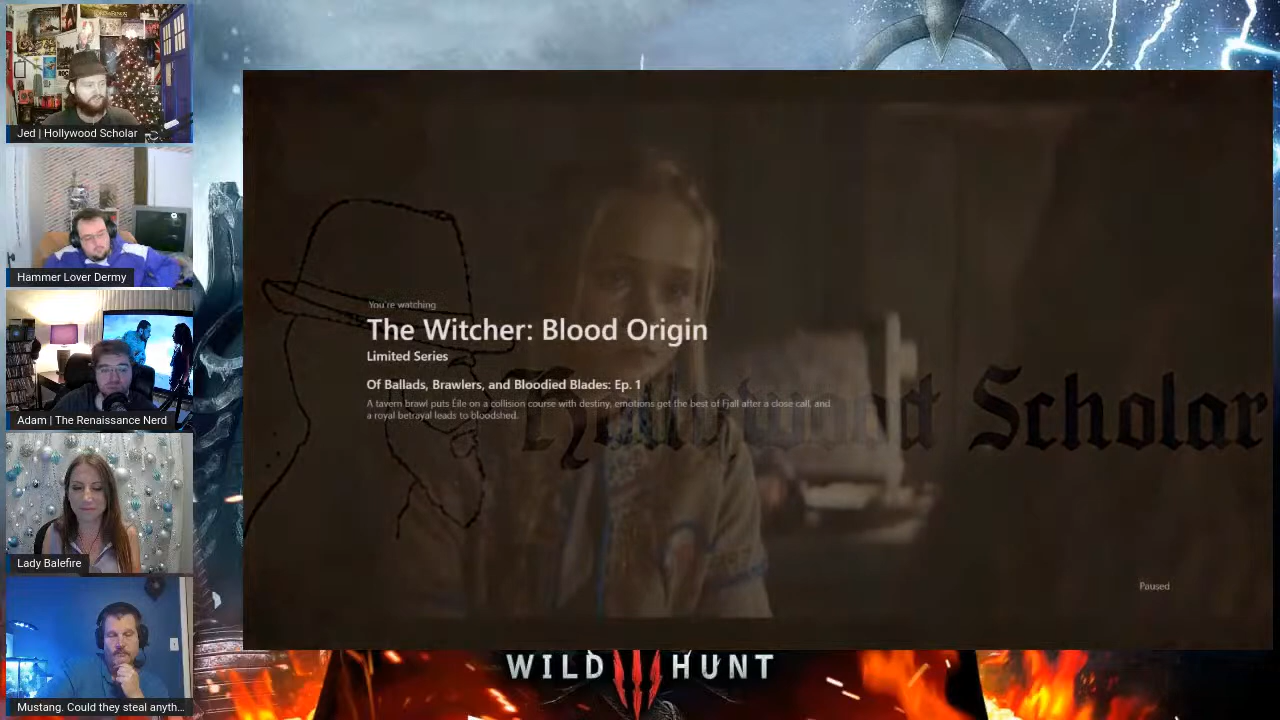 Jed | Hollywood Scholar
Hammer Lover Dermy
Adam | The Renaissance Nerd
Lady Balefire
Mustang. Could they steal anyth...
You're watching
The Witcher: Blood Origin
Limited Series
Of Ballads, Brawlers, and Bloodied Blades: Ep. 1
A tavern brawl puts Éile on a collision course with destiny, emotions get the best of Fjall after a close call, and
a royal betrayal leads to bloodshed.
Hollywood Scholar
Paused
WILD HUNT